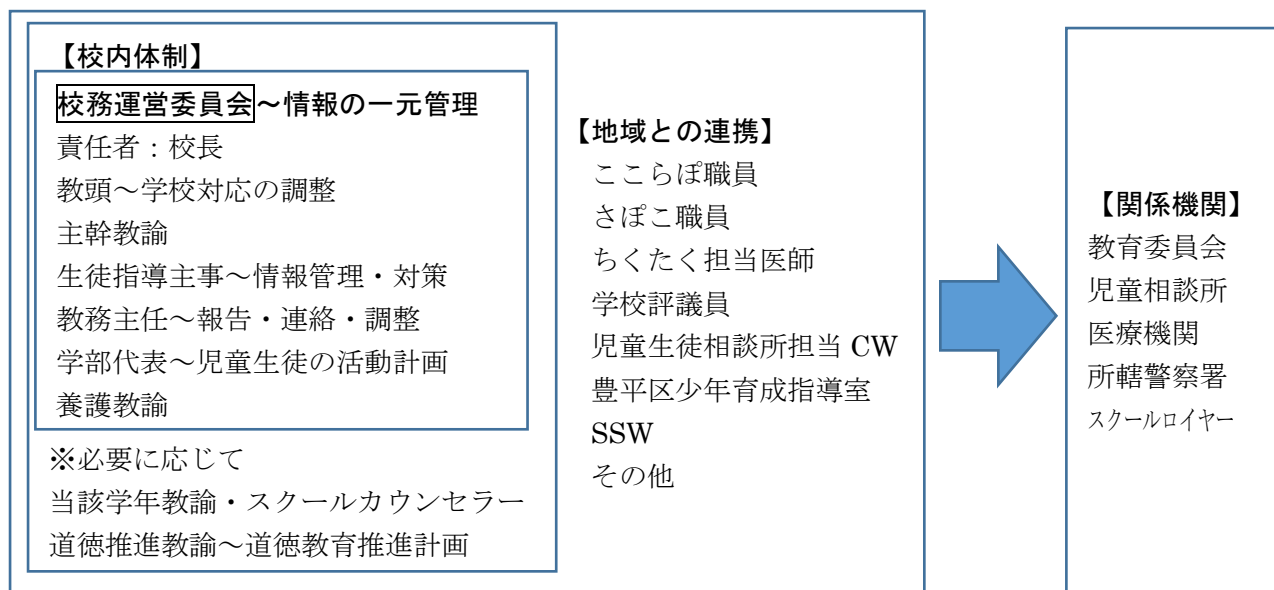 【校内体制】
校務運営委員会～情報の一元管理
責任者：校長
教頭～学校対応の調整
主幹教諭
生徒指導主事～情報管理・対策
教務主任～報告・連絡・調整
学部代表～児童生徒の活動計画
養護教諭
※必要に応じて
当該学年教諭・スクールカウンセラー
道徳推進教諭～道徳教育推進計画
【地域との連携】
ここらぽ職員
さぽこ職員
ちくたく担当医師
学校評議員
児童生徒相談所担当 CW
豊平区少年育成指導室
SSW
その他
【関係機関】
教育委員会
児童相談所
医療機関
所轄警察署
スクールロイヤー